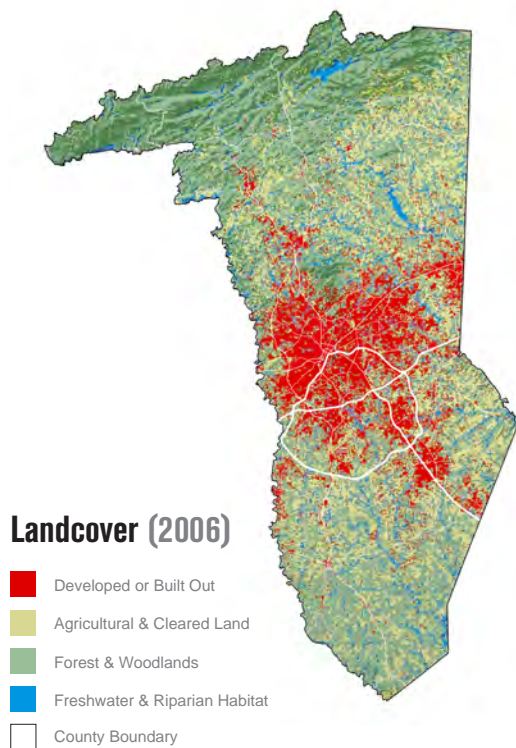 Landcover (2006)
Developed or Built Out
Agricultural & Cleared Land
Forest & Woodlands
Freshwater & Riparian Habitat
County Boundary